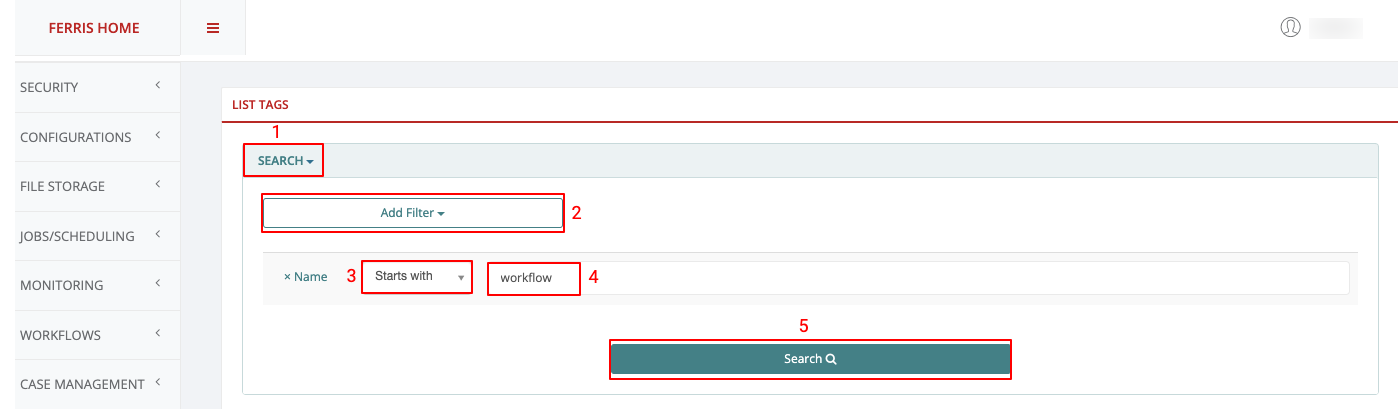 FERRIS HOME
SECURITY
CONFIGURATIONS
FILE STORAGE
JOBS/SCHEDULING
MONITORING
WORKFLOWS
CASE MANAGEMENT
LIST TAGS
1
SEARCH
Add Filter
2
× Name
3
Starts with
workflow
4
5
Search